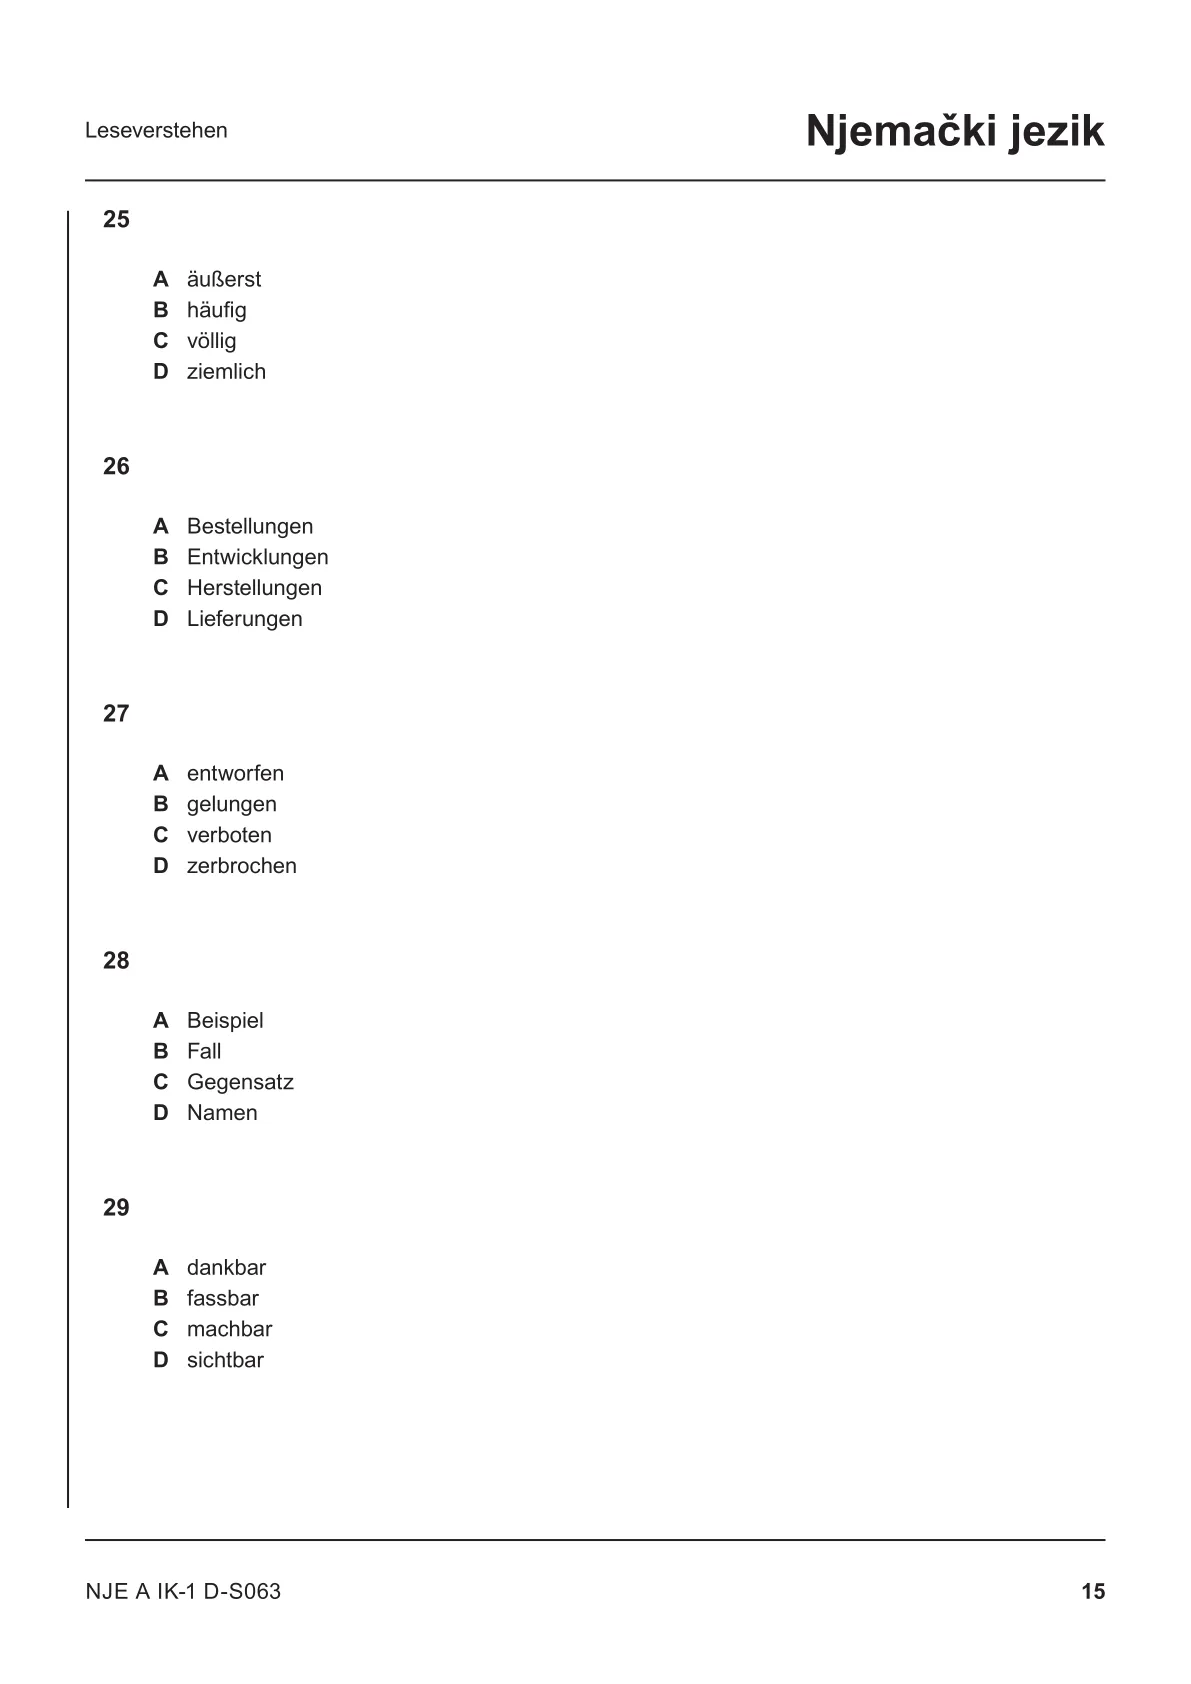 Leseverstehen
Njemački jezik
25
A äußerst
B häufig
C völlig
D ziemlich
26
A Bestellungen
B Entwicklungen
C Herstellungen
D Lieferungen
27
A entworfen
B gelungen
C verboten
D zerbrochen
28
A Beispiel
B Fall
C Gegensatz
D Namen
29
A dankbar
B fassbar
C machbar
D sichtbar
NJE A IK-1 D-S063
15